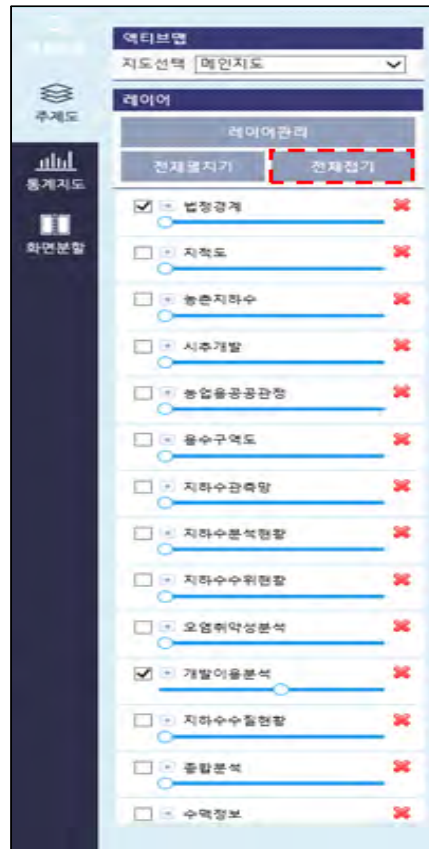 주제도
통계지도
화면분할
액티브맵
지도선택 메인지도
레이어
레이어관리
전체펼치기 전체접기
법정경계
지적도
농촌지하수
시추개발
농업용공공관정
용수구역도
지하수관측망
지하수분석현황
지하수수위현황
오염취약성분석
개발이용분석
지하수수질현황
종합분석
수맥정보